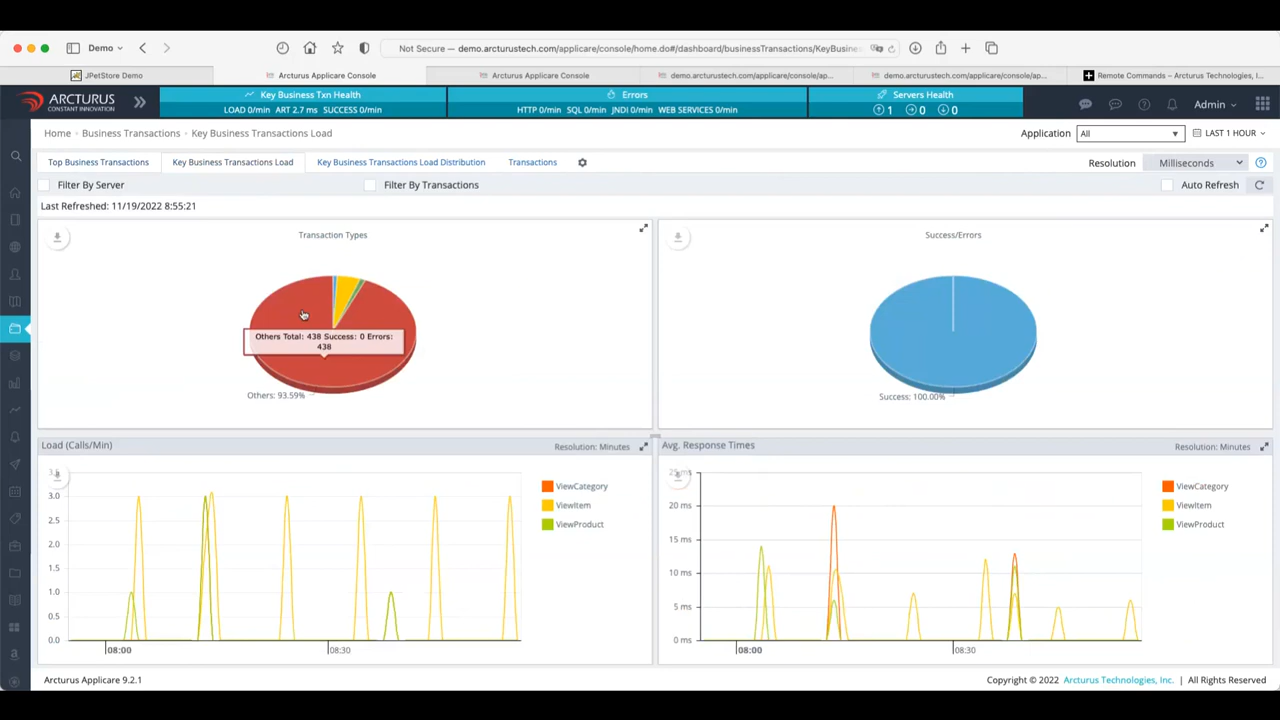 Demo
Not Secure — demo.arcturustech.com/applicare/console/home.do#/dashboard/businessTransactions/KeyBusine
JPetStore Demo
Arcturus Applicare Console
Arcturus Applicare Console
demo.arcturustech.com/applicare/console/ap...
demo.arcturustech.com/applicare/console/ap...
Remote Commands – Arcturus Technologies, I...
ARCTURUS
CONSTANT INNOVATION
Key Business Txn Health
LOAD 0/min ART 2.7 ms SUCCESS 0/min
Errors
HTTP 0/min SQL 0/min JNDI 0/min WEB SERVICES 0/min
Servers Health
1 0 0
Admin
Home - Business Transactions - Key Business Transactions Load
Application All LAST 1 HOUR
Top Business Transactions
Key Business Transactions Load
Key Business Transactions Load Distribution
Transactions
Resolution Milliseconds
Filter By Server
Filter By Transactions
Auto Refresh
Last Refreshed: 11/19/2022 8:55:21
Transaction Types
Others Total: 438 Success: 0 Errors:
438
Others: 93.59%
Success/Errors
Success: 100.00%
Load (Calls/Min)
Resolution: Minutes
3.0
2.5
2.0
1.5
1.0
0.5
0.0
08:00
08:30
ViewCategory
ViewItem
ViewProduct
Avg. Response Times
Resolution: Minutes
25 ms
20 ms
15 ms
10 ms
5 ms
0 ms
08:00
08:30
ViewCategory
ViewItem
ViewProduct
Arcturus Applicare 9.2.1
Copyright © 2022 Arcturus Technologies, Inc. | All Rights Reserved